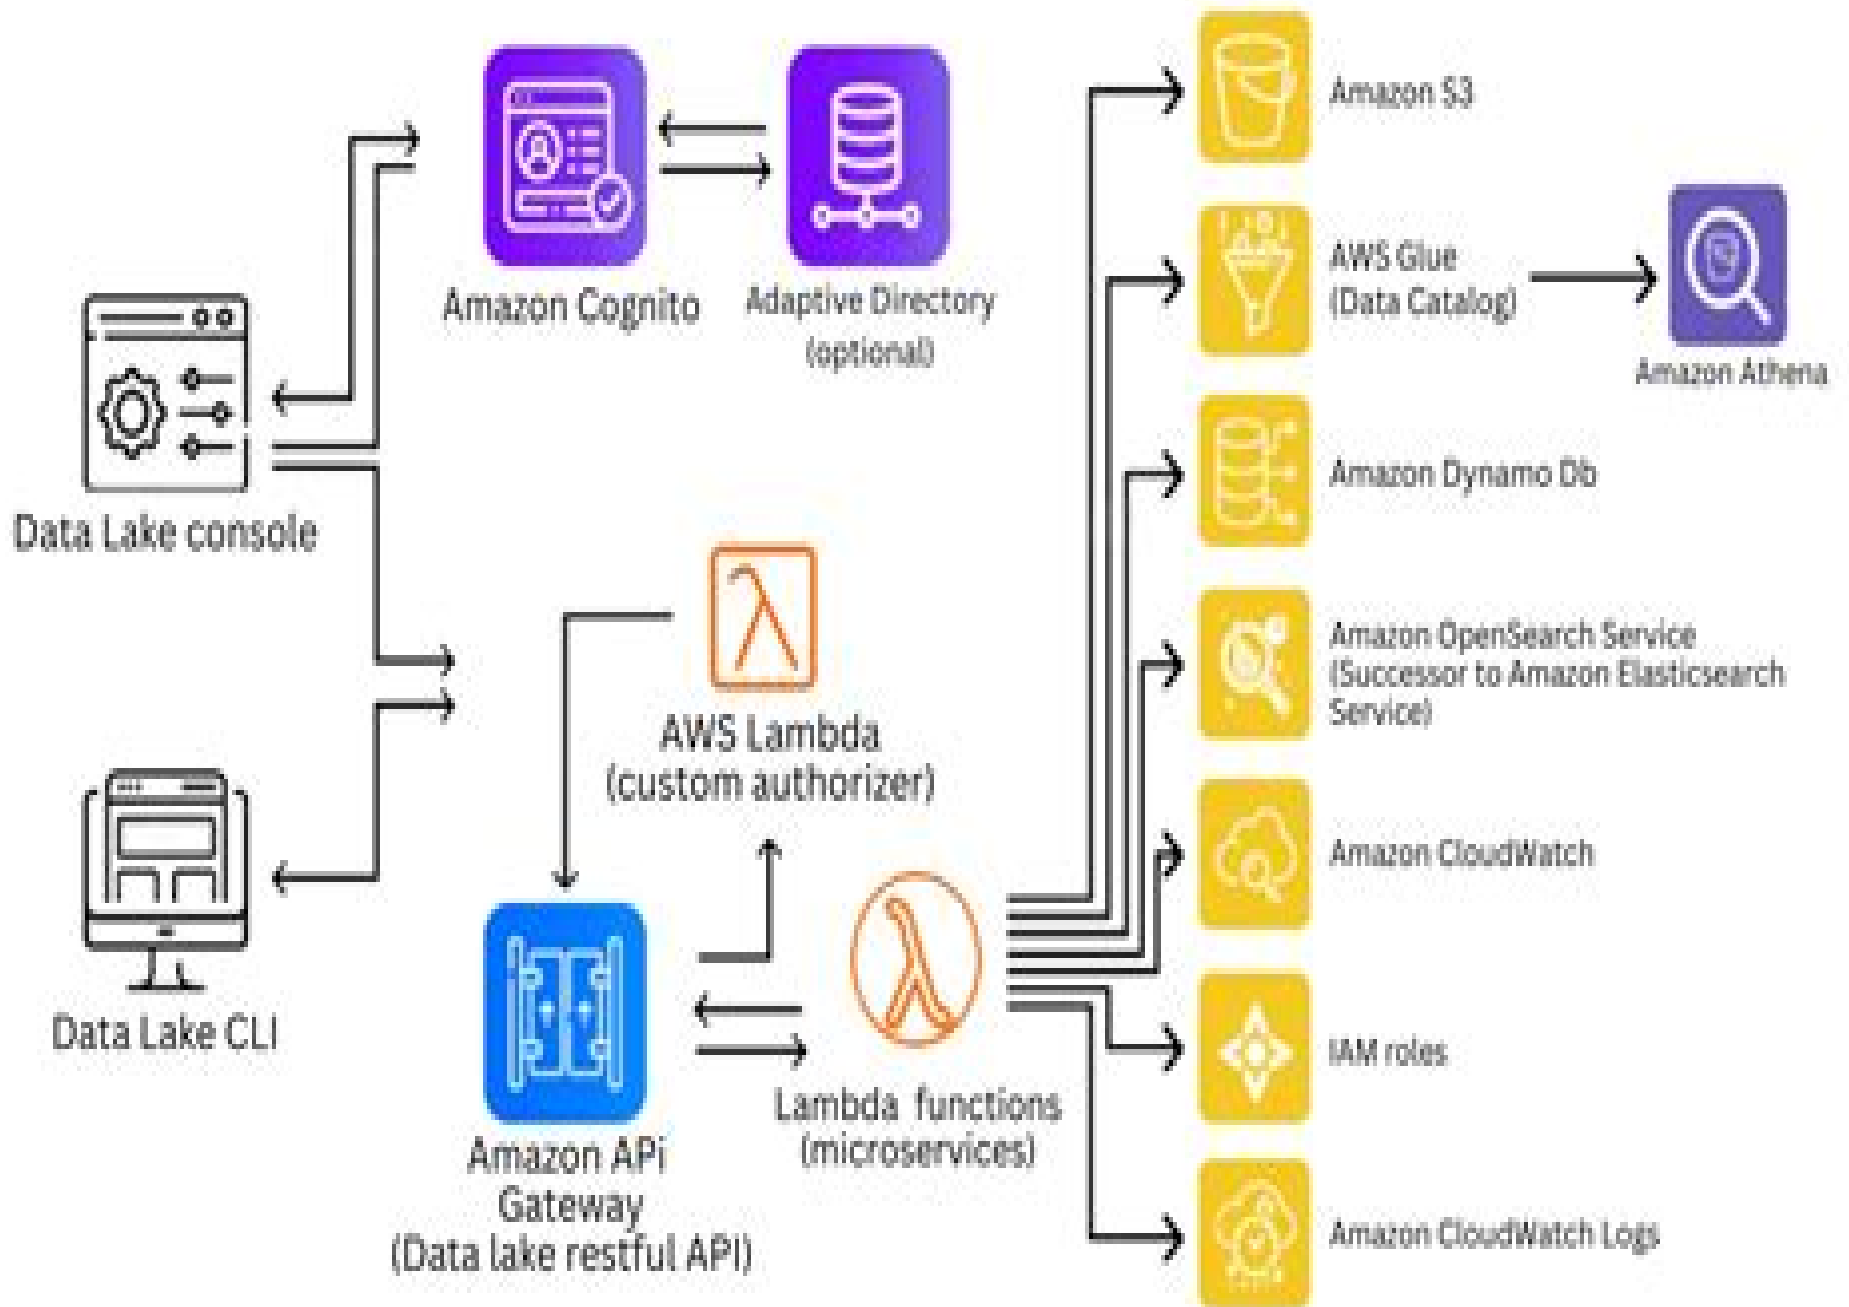 Amazon S3
Amazon Cognito
Adaptive Directory
(optional)
AWS Glue
(Data Catalog)
Amazon Athena
Data Lake console
Amazon Dynamo Db
AWS Lambda
(custom authorizer)
Amazon OpenSearch Service
(Successor to Amazon Elasticsearch
Service)
Amazon CloudWatch
Data Lake CLI
Lambda functions
(microservices)
IAM roles
Amazon APi
Gateway
(Data lake restful API)
Amazon CloudWatch Logs